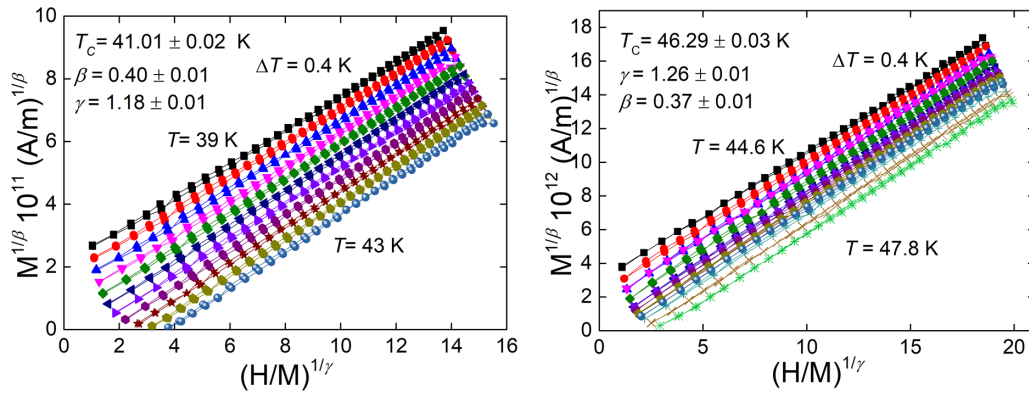 T_C = 41.01 ± 0.02 K
β = 0.40 ± 0.01
γ = 1.18 ± 0.01
ΔT = 0.4 K
T = 39 K
T = 43 K
M^{1/β} 10^{11} (A/m)^{1/β}
10
8
6
4
2
0
0 2 4 6 8 10 12 14 16
(H/M)^{1/γ}
T_C = 46.29 ± 0.03 K
γ = 1.26 ± 0.01
β = 0.37 ± 0.01
ΔT = 0.4 K
T = 44.6 K
T = 47.8 K
M^{1/β} 10^{12} (A/m)^{1/β}
18
16
14
12
10
8
6
4
2
0
0 5 10 15 20
(H/M)^{1/γ}